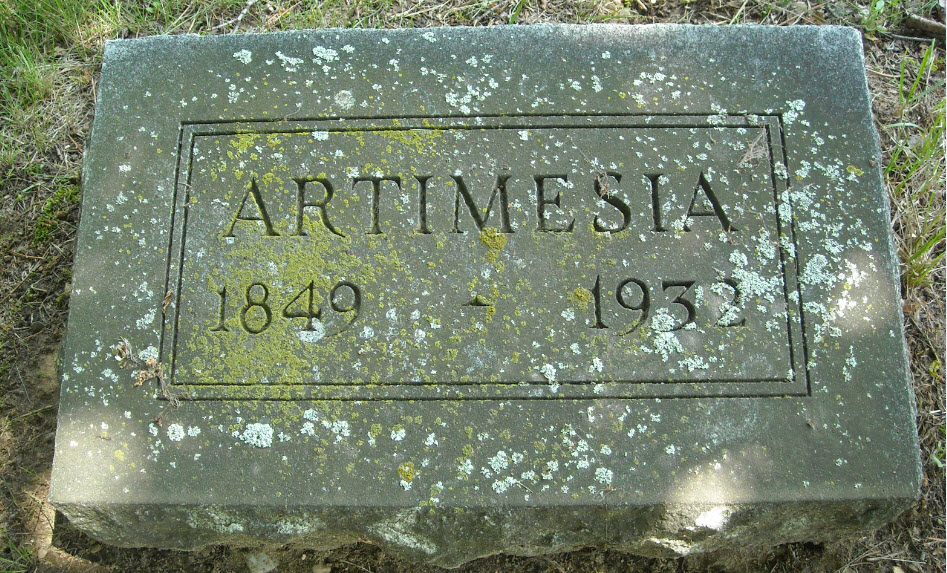 ARTIMESIA
1849 - 1932